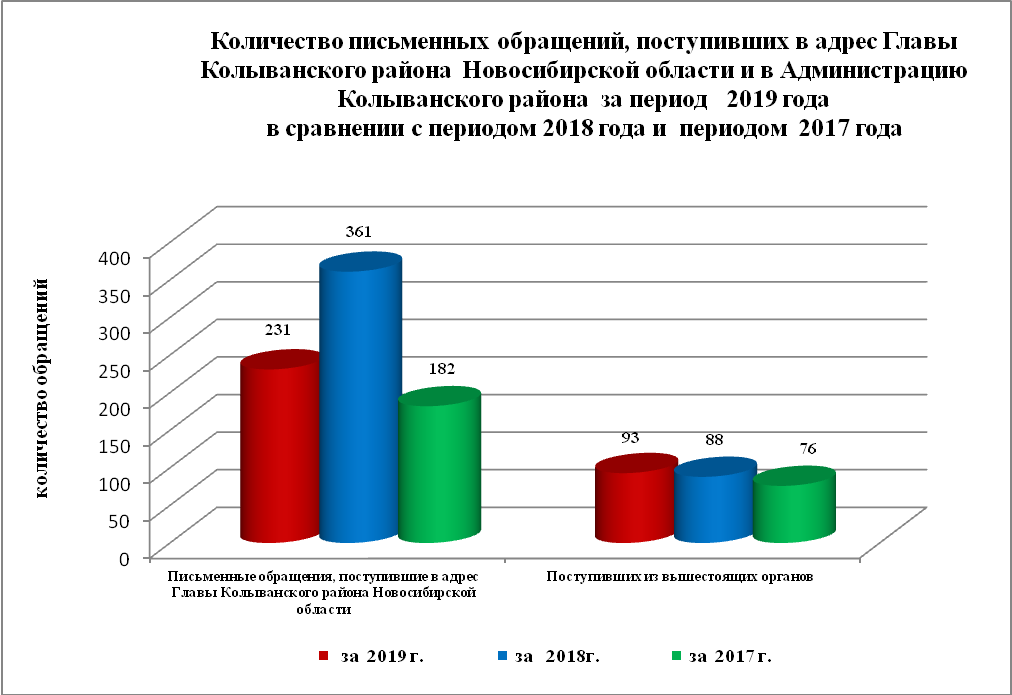 Количество письменных обращений, поступивших в адрес Главы
Колыванского района Новосибирской области и в Администрацию
Колыванского района за период 2019 года
в сравнении с периодом 2018 года и периодом 2017 года
количество обращений
400
350
300
250
200
150
100
50
0
231
361
182
93
88
76
Письменные обращения, поступившие в адрес
Главы Колыванского района Новосибирской
области
Поступивших из вышестоящих органов
за 2019 г.
за 2018г.
за 2017 г.